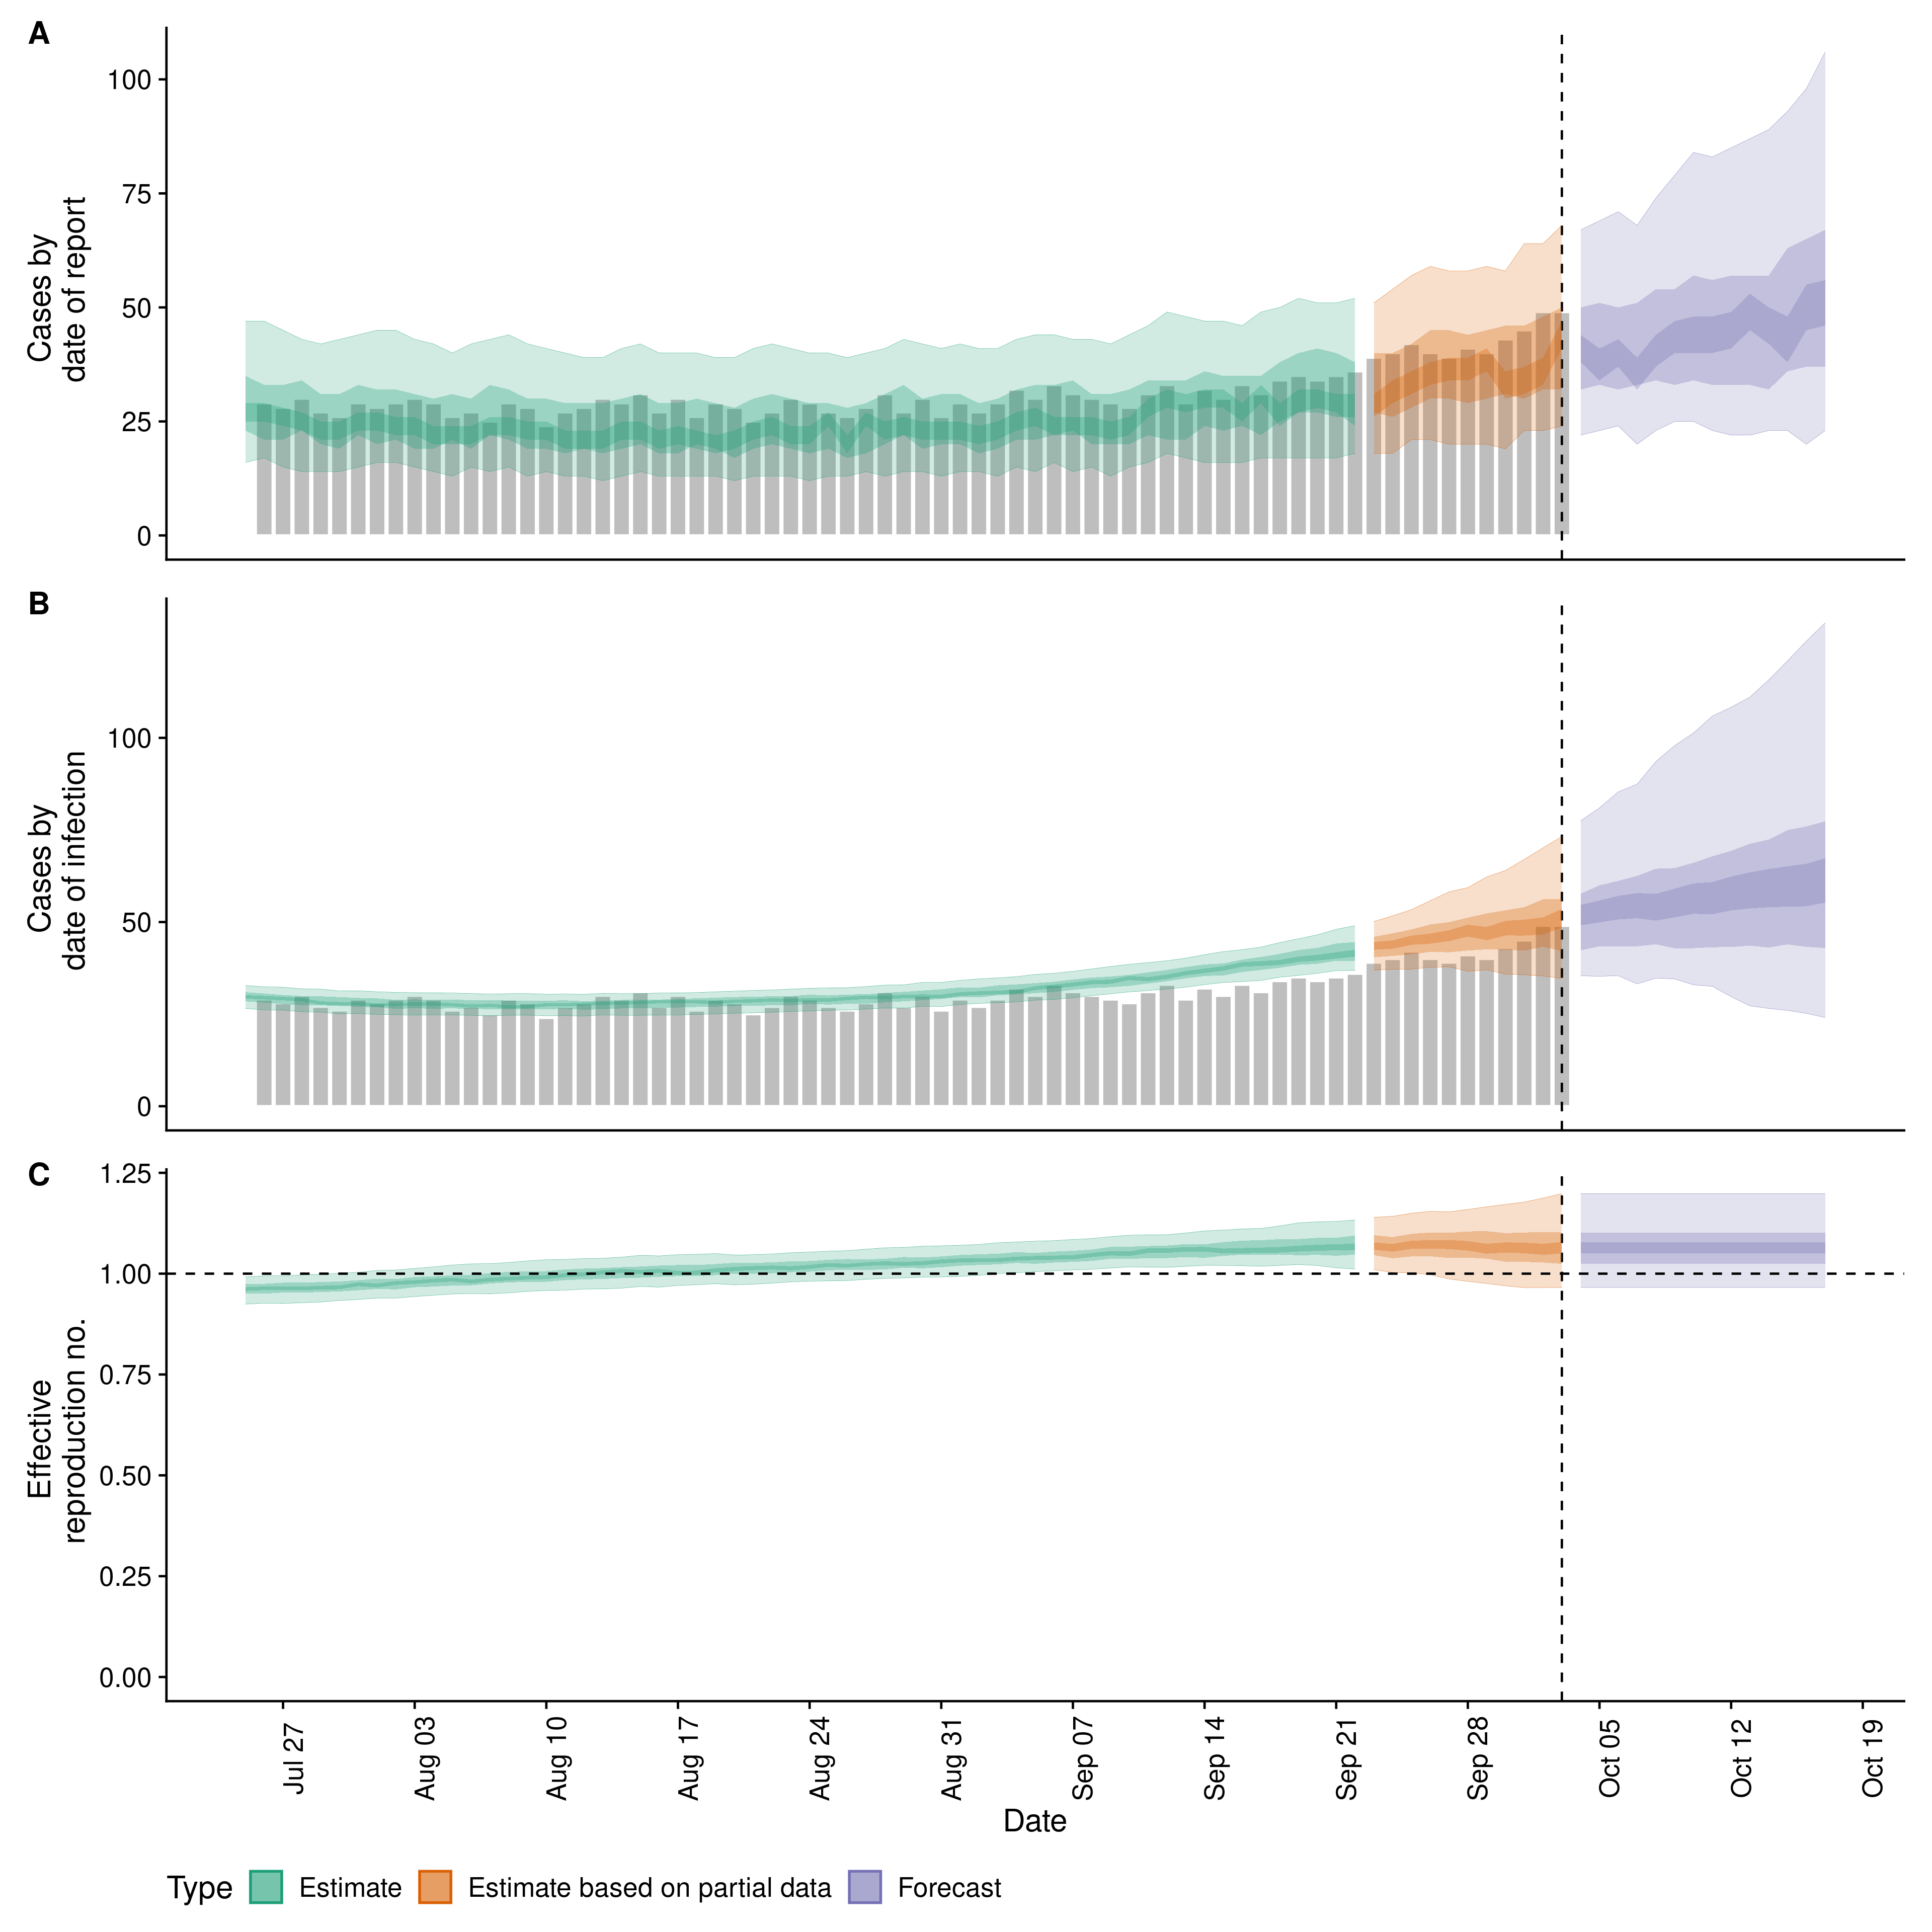 A
Cases by
date of report
100
75
50
25
0
B
Cases by
date of infection
100
50
0
C
Effective
reproduction no.
1.25
1.00
0.75
0.50
0.25
0.00
Jul 27
Aug 03
Aug 10
Aug 17
Aug 24
Aug 31
Sep 07
Sep 14
Sep 21
Sep 28
Oct 05
Oct 12
Oct 19
Date
Type Estimate Estimate based on partial data Forecast